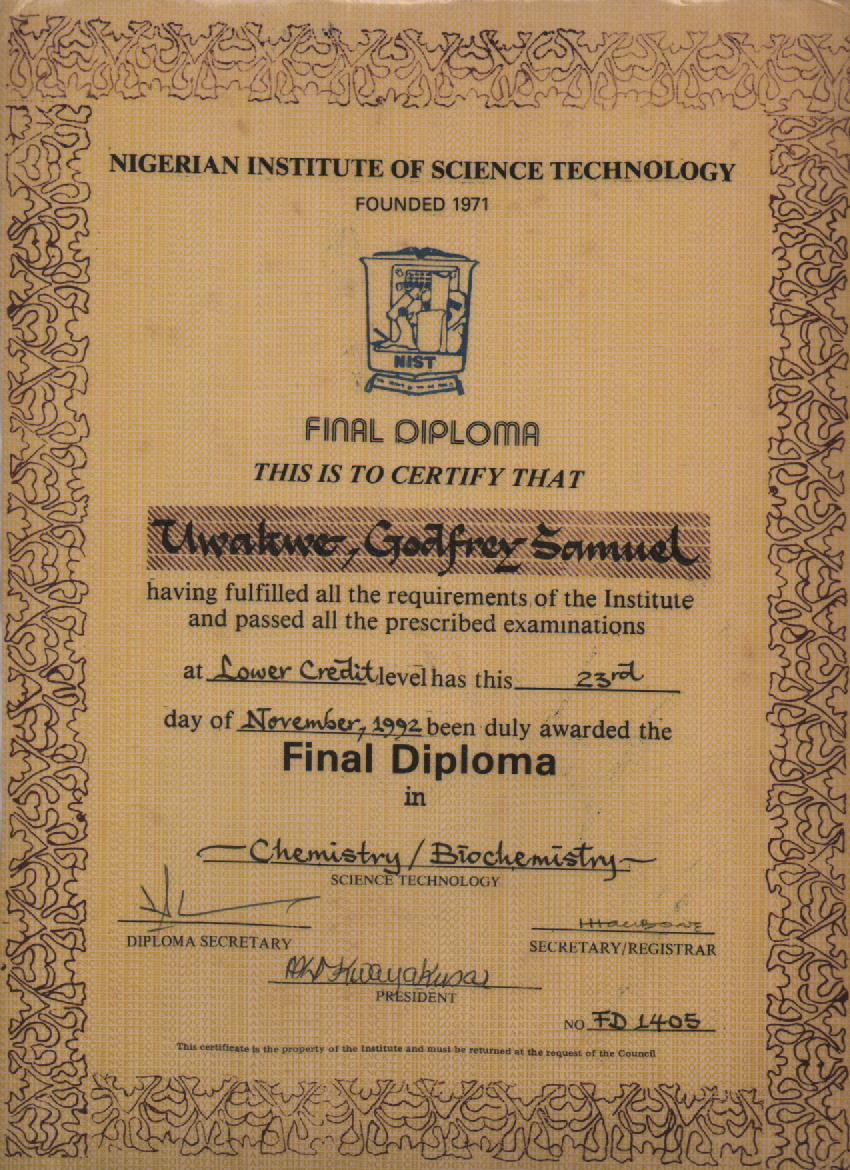 NIGERIAN INSTITUTE OF SCIENCE TECHNOLOGY
FOUNDED 1971
NIST
FINAL DIPLOMA
THIS IS TO CERTIFY THAT
Uwakwe, Godfrey Samuel
having fulfilled all the requirements of the Institute
and passed all the prescribed examinations
at Lower Credit level has this 23rd
day of November, 1992 been duly awarded the
Final Diploma
in
Chemistry / Biochemistry
SCIENCE TECHNOLOGY
DIPLOMA SECRETARY
SECRETARY/REGISTRAR
PRESIDENT
NO FD 1405
This certificate is the property of the Institute and must be returned at the request of the Council